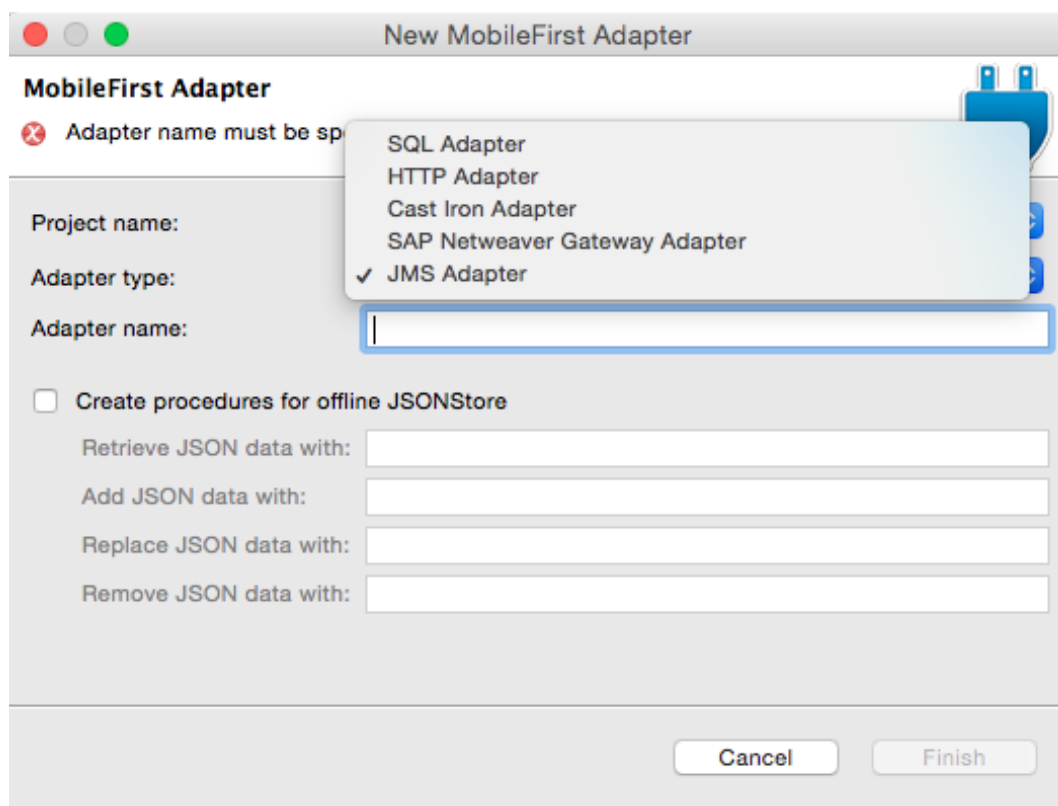 New MobileFirst Adapter
MobileFirst Adapter
Adapter name must be
SQL Adapter
HTTP Adapter
Cast Iron Adapter
SAP Netweaver Gateway Adapter
JMS Adapter
Project name:
Adapter type:
Adapter name:
Create procedures for offline JSONStore
Retrieve JSON data with:
Add JSON data with:
Replace JSON data with:
Remove JSON data with:
Cancel
Finish